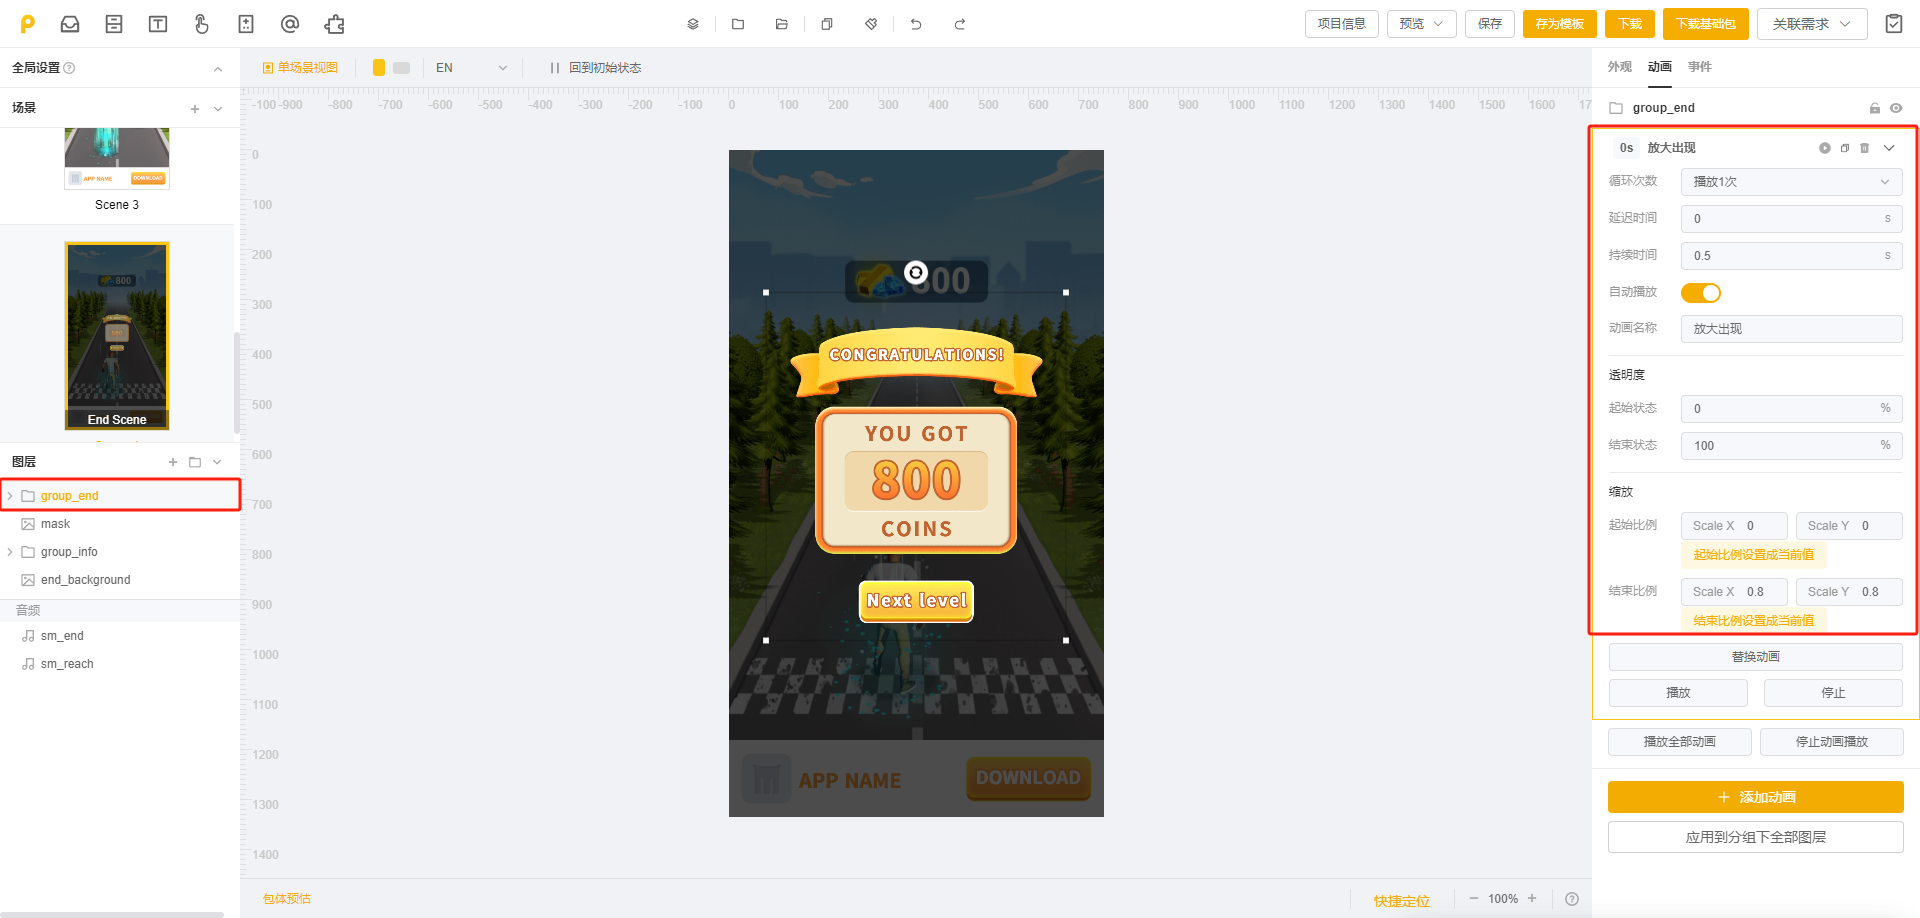 项目信息
预览
保存
存为模板
下载
下载基础包
关联需求
全局设置
单场景视图
EN
回到初始状态
外观 动画 事件
场景
-100 -900 -800 -700 -600 -500 -400 -300 -200 -100 0 100 200 300 400 500 600 700 800 900 1000 1100 1200 1300 1400 1500 1600 17
0
100
200
300
400
500
600
700
800
900
1000
1100
1200
1300
1400
APP NAME
DOWNLOAD
Scene 3
800
End Scene
图层
group_end
mask
group_info
end_background
音频
sm_end
sm_reach
800
CONGRATULATIONS!
YOU GOT
800
COINS
Next level
APP NAME
DOWNLOAD
包体预估
快捷定位
100%
group_end
0s 放大出现
循环次数 播放1次
延迟时间 0 s
持续时间 0.5 s
自动播放
动画名称 放大出现
透明度
起始状态 0 %
结束状态 100 %
缩放
起始比例 Scale X 0 Scale Y 0
起始比例设置成当前值
结束比例 Scale X 0.8 Scale Y 0.8
结束比例设置成当前值
替换动画
播放 停止
播放全部动画 停止动画播放
添加动画
应用到分组下全部图层